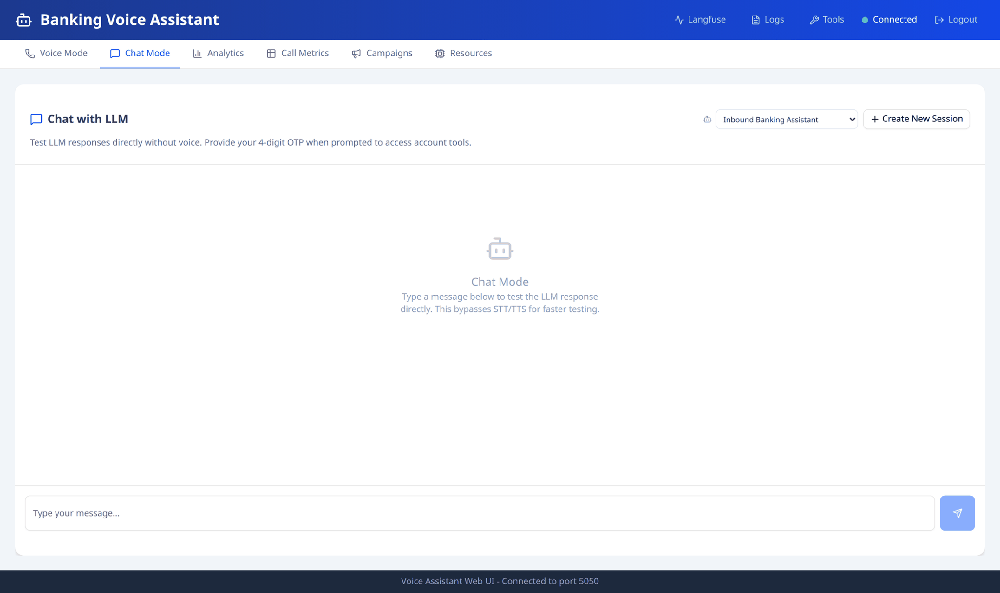 Banking Voice Assistant
Langfuse
Logs
Tools
Connected
Logout
Voice Mode
Chat Mode
Analytics
Call Metrics
Campaigns
Resources
Chat with LLM
Inbound Banking Assistant
Create New Session
Test LLM responses directly without voice. Provide your 4-digit OTP when prompted to access account tools.
Chat Mode
Type a message below to test the LLM response
directly. This bypasses STT/TTS for faster testing.
Type your message...
Voice Assistant Web UI - Connected to port 5050